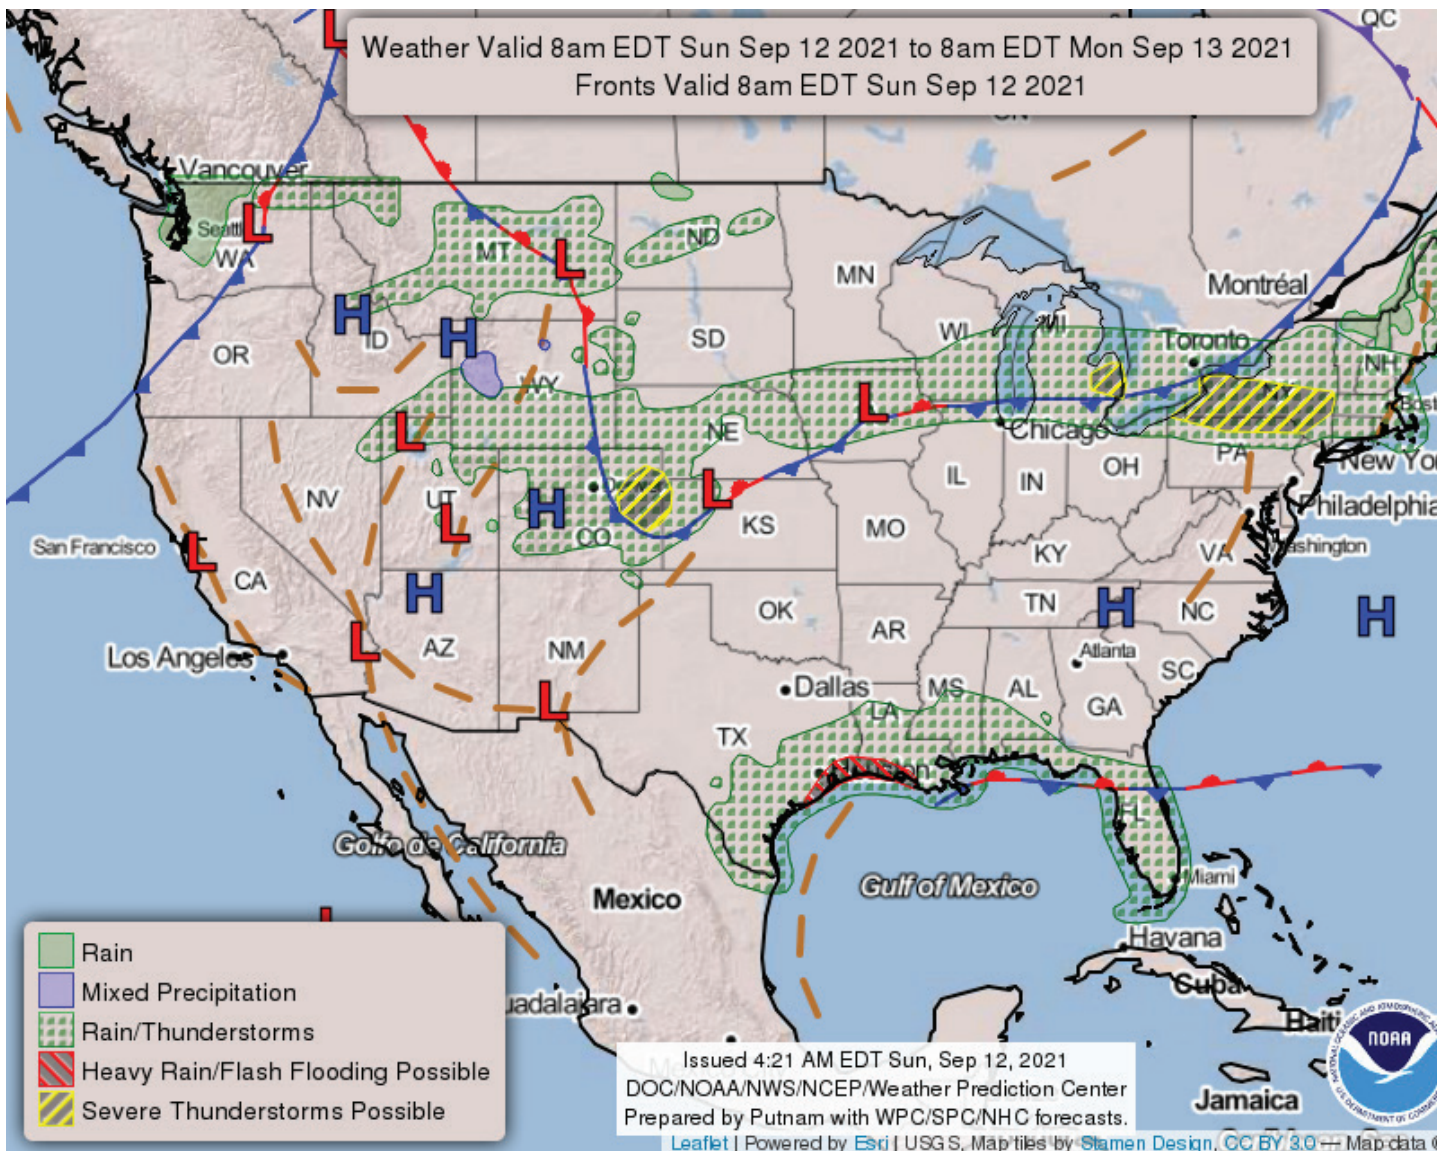 QC
Weather Valid 8am EDT Sun Sep 12 2021 to 8am EDT Mon Sep 13 2021
Fronts Valid 8am EDT Sun Sep 12 2021
L
Vancouver
L
Seattl
WA
MT
L
ND
MN
Montréal
H
ID
H
OR
WY
SD
WI
MI
Toronto
NH
L
NE
L
Chicago
PA
New Yo
NV
UT
H
L
KS
IL
IN
OH
Philadelphia
San Francisco
L
CA
L
CO
MO
KY
VA
ashington
H
AZ
NM
OK
AR
TN
H
NC
H
Los Angeles
L
L
Dallas
MS
AL
Atlanta
SC
GA
LA
TX
FL
Golfo de California
Mexico
Gulf of Mexico
Miami
Havana
Cuba
Haiti
Jamaica
uadalajara
Rain
Mixed Precipitation
Rain/Thunderstorms
Heavy Rain/Flash Flooding Possible
Severe Thunderstorms Possible
Issued 4:21 AM EDT Sun, Sep 12, 2021
DOC/NOAA/NWS/NCEP/Weather Prediction Center
Prepared by Putnam with WPC/SPC/NHC forecasts.
NOAA
Leaflet | Powered by Esri | USGS, Map tiles by Stamen Design, CC BY 3.0 — Map data ©